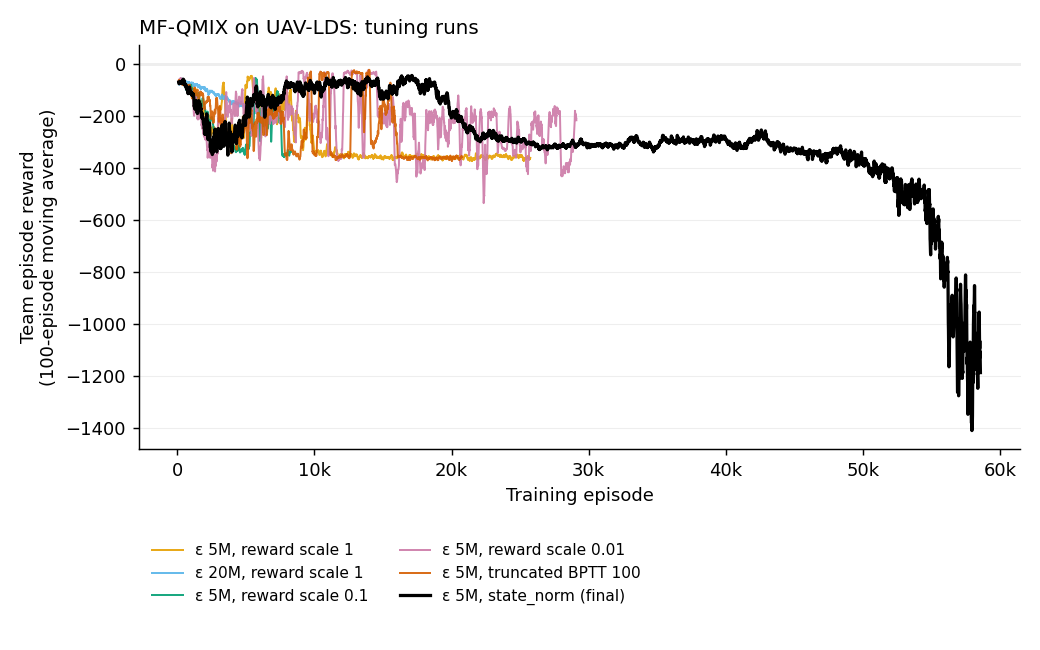 MF-QMIX on UAV-LDS: tuning runs
Team episode reward
(100-episode moving average)
0
−200
−400
−600
−800
−1000
−1200
−1400
0
10k
20k
30k
40k
50k
60k
Training episode
ε 5M, reward scale 1
ε 20M, reward scale 1
ε 5M, reward scale 0.1
ε 5M, reward scale 0.01
ε 5M, truncated BPTT 100
ε 5M, state_norm (final)